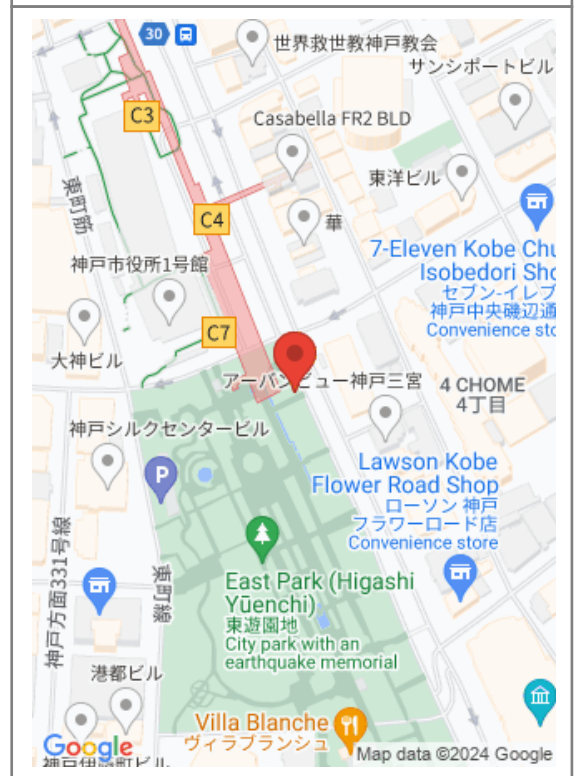 30
世界救世教神戸教会
サンシポートビル
C3
Casabella FR2 BLD
東洋ビル
東町筋
C4
華
7-Eleven Kobe Chu
Isobedori Sho
セブン-イレブ
神戸中央磯辺通
Convenience sto
神戸市役所1号館
C7
大神ビル
アーバンビュー神戸三宮
4 CHOME
4丁目
神戸シルクセンタービル
P
Lawson Kobe
Flower Road Shop
ローソン 神戸
フラワーロード店
Convenience store
神戸方面331号線
東町線
East Park (Higashi
Yūenchi)
東遊園地
City park with an
earthquake memorial
港都ビル
Villa Blanche
ヴィラブランシュ
Google
神戸伊藤町ビル
Map data ©2024 Google